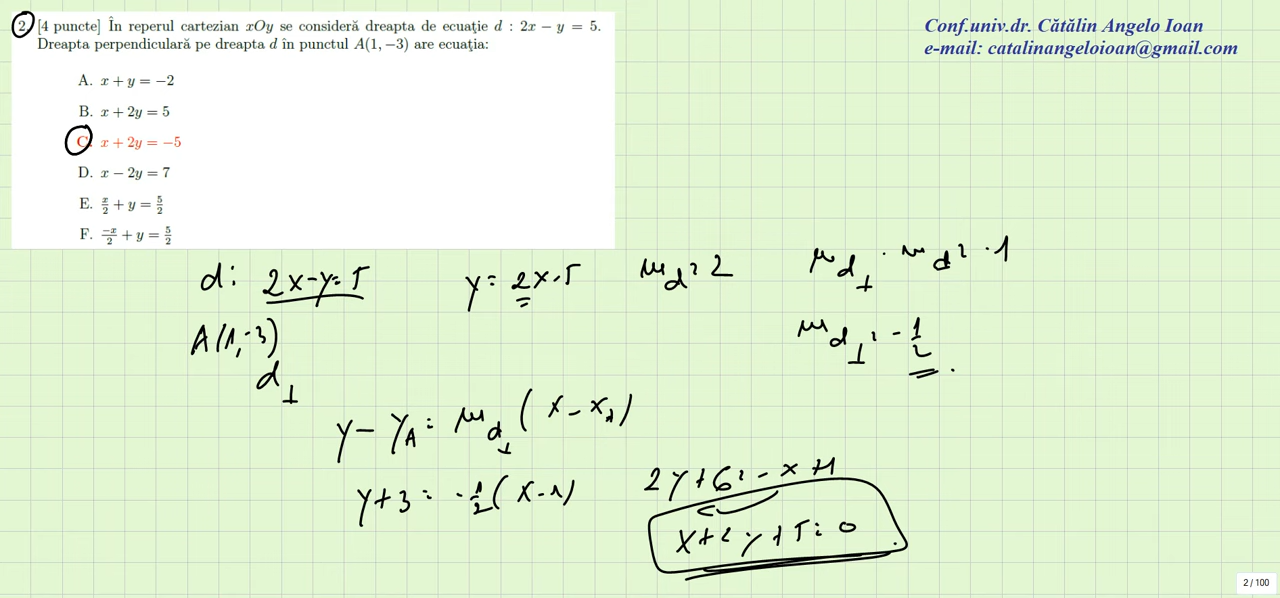 2. [4 puncte] În reperul cartezian xOy se consideră dreapta de ecuaţie d : 2x − y = 5.
Dreapta perpendiculară pe dreapta d în punctul A(1, −3) are ecuaţia:
A. x + y = −2
B. x + 2y = 5
C. x + 2y = −5
D. x − 2y = 7
E. x/2 + y = 5/2
F. −x/2 + y = 5/2
Conf.univ.dr. Cătălin Angelo Ioan
e-mail: catalinangeloioan@gmail.com
d: 2x−y=5 y=2x-5 m_d=2 m_d⊥ · m_d=-1
A(1,-3) m_d⊥=-1/2
d⊥
y−y_A=m_d⊥(x−x_A)
y+3=-1/2(x-1) 2y+6=-x+1
x+2y+5=0
2 / 100